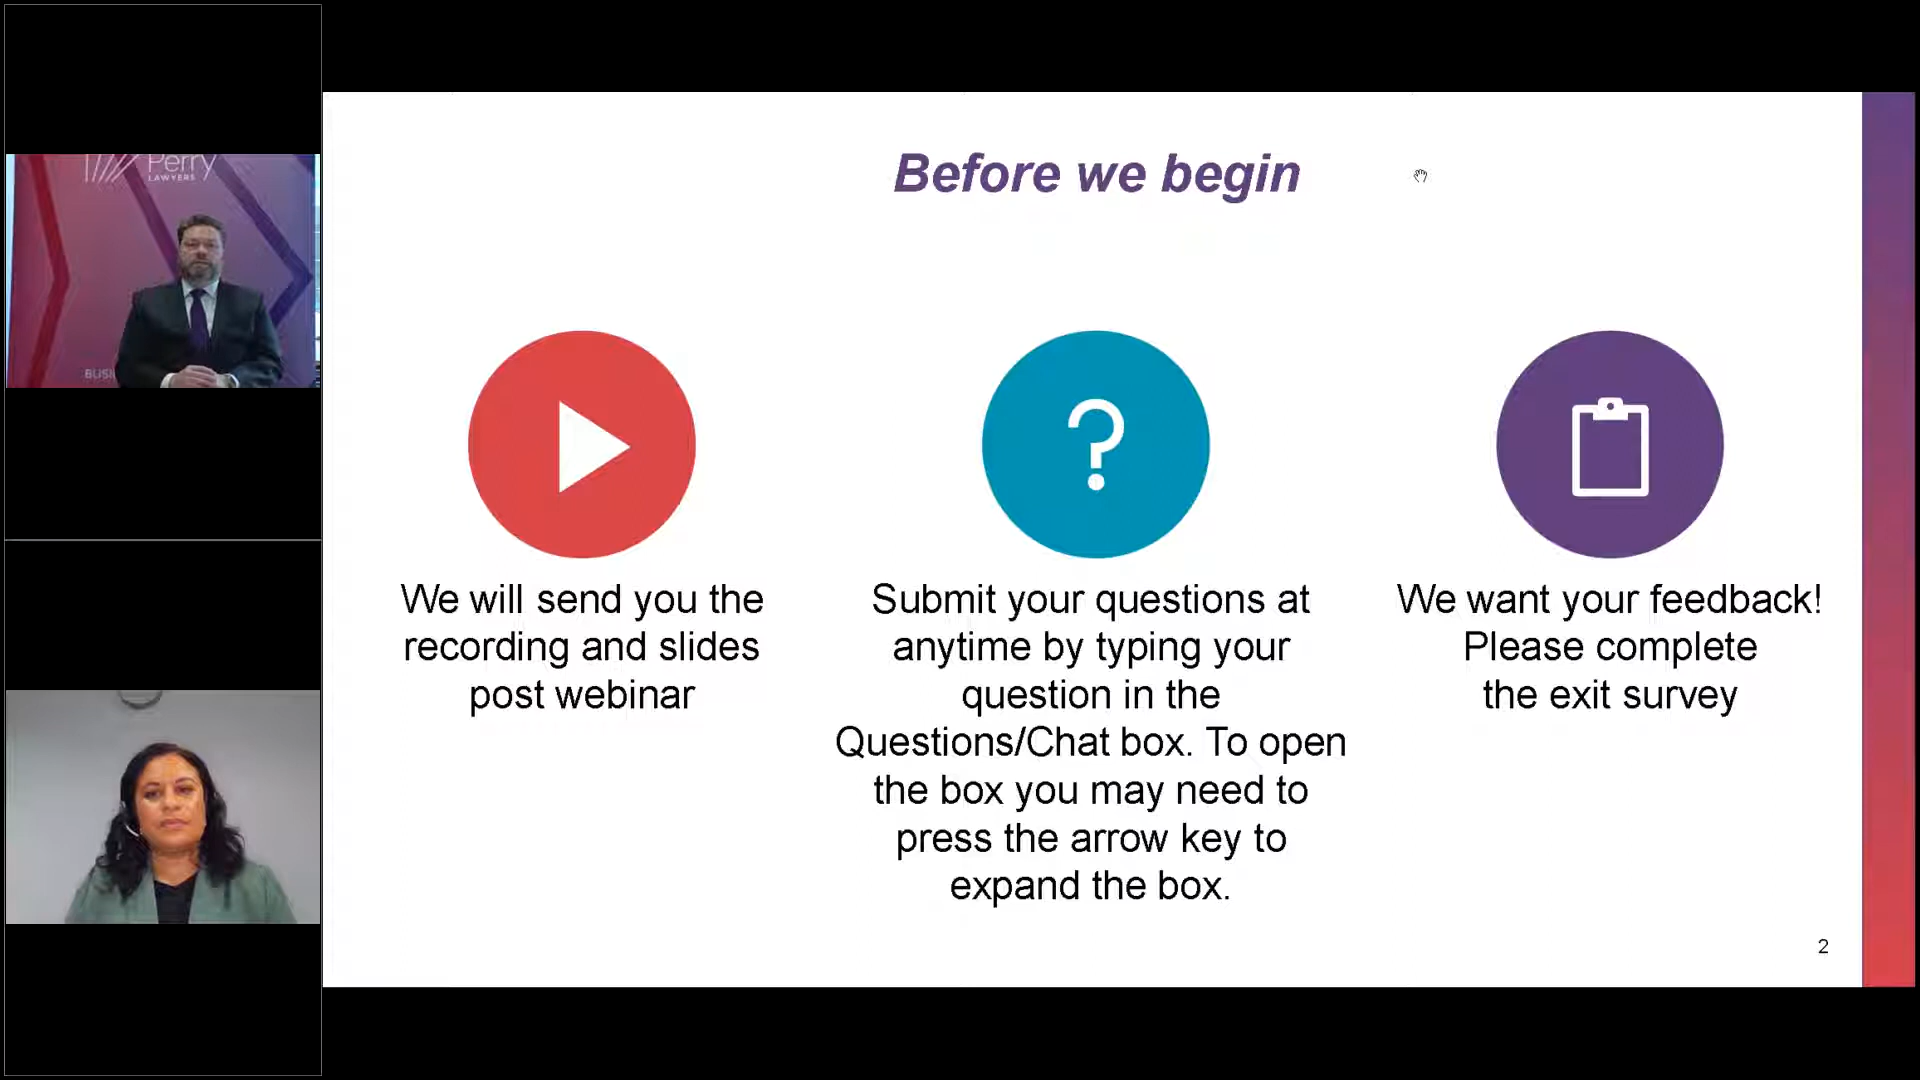 Perry
LAWYERS
Before we begin
We will send you the
recording and slides
post webinar
Submit your questions at
anytime by typing your
question in the
Questions/Chat box. To open
the box you may need to
press the arrow key to
expand the box.
We want your feedback!
Please complete
the exit survey
2